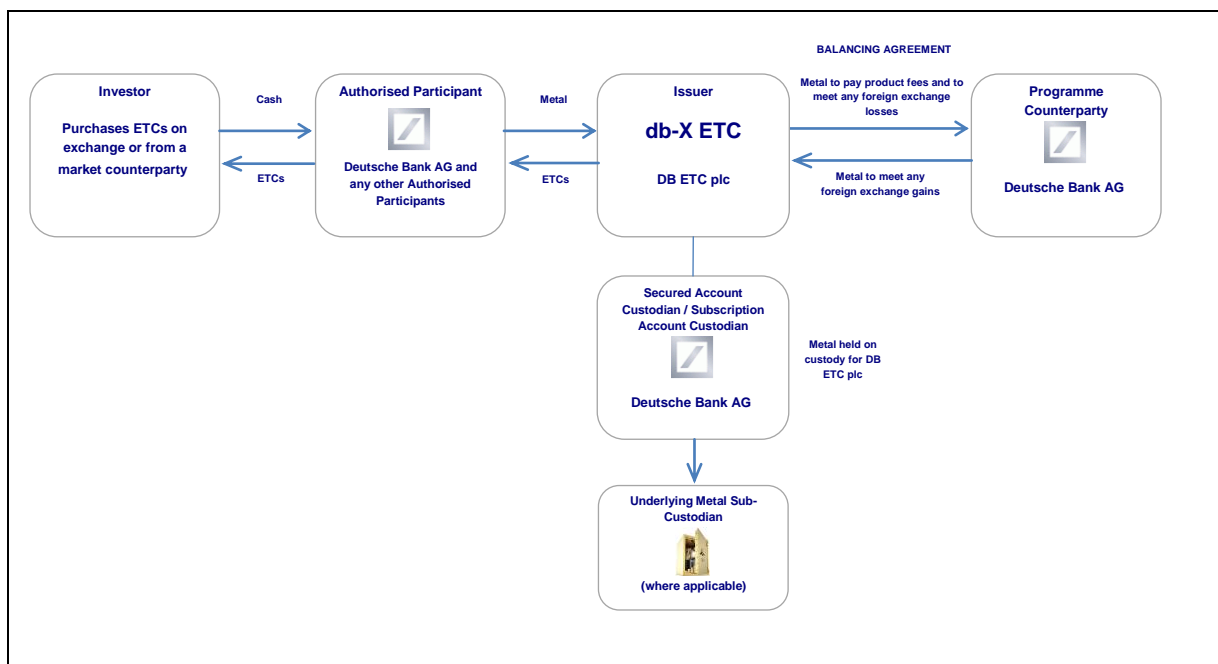 Investor
Purchases ETCs on
exchange or from a
market counterparty
Cash
ETCs
Authorised Participant
Deutsche Bank AG and
any other Authorised
Participants
Metal
ETCs
Issuer
db-X ETC
DB ETC plc
BALANCING AGREEMENT
Metal to pay product fees and to
meet any foreign exchange
losses
Metal to meet any
foreign exchange gains
Programme
Counterparty
Deutsche Bank AG
Secured Account
Custodian / Subscription
Account Custodian
Deutsche Bank AG
Metal held on
custody for DB
ETC plc
Underlying Metal Sub-
Custodian
(where applicable)